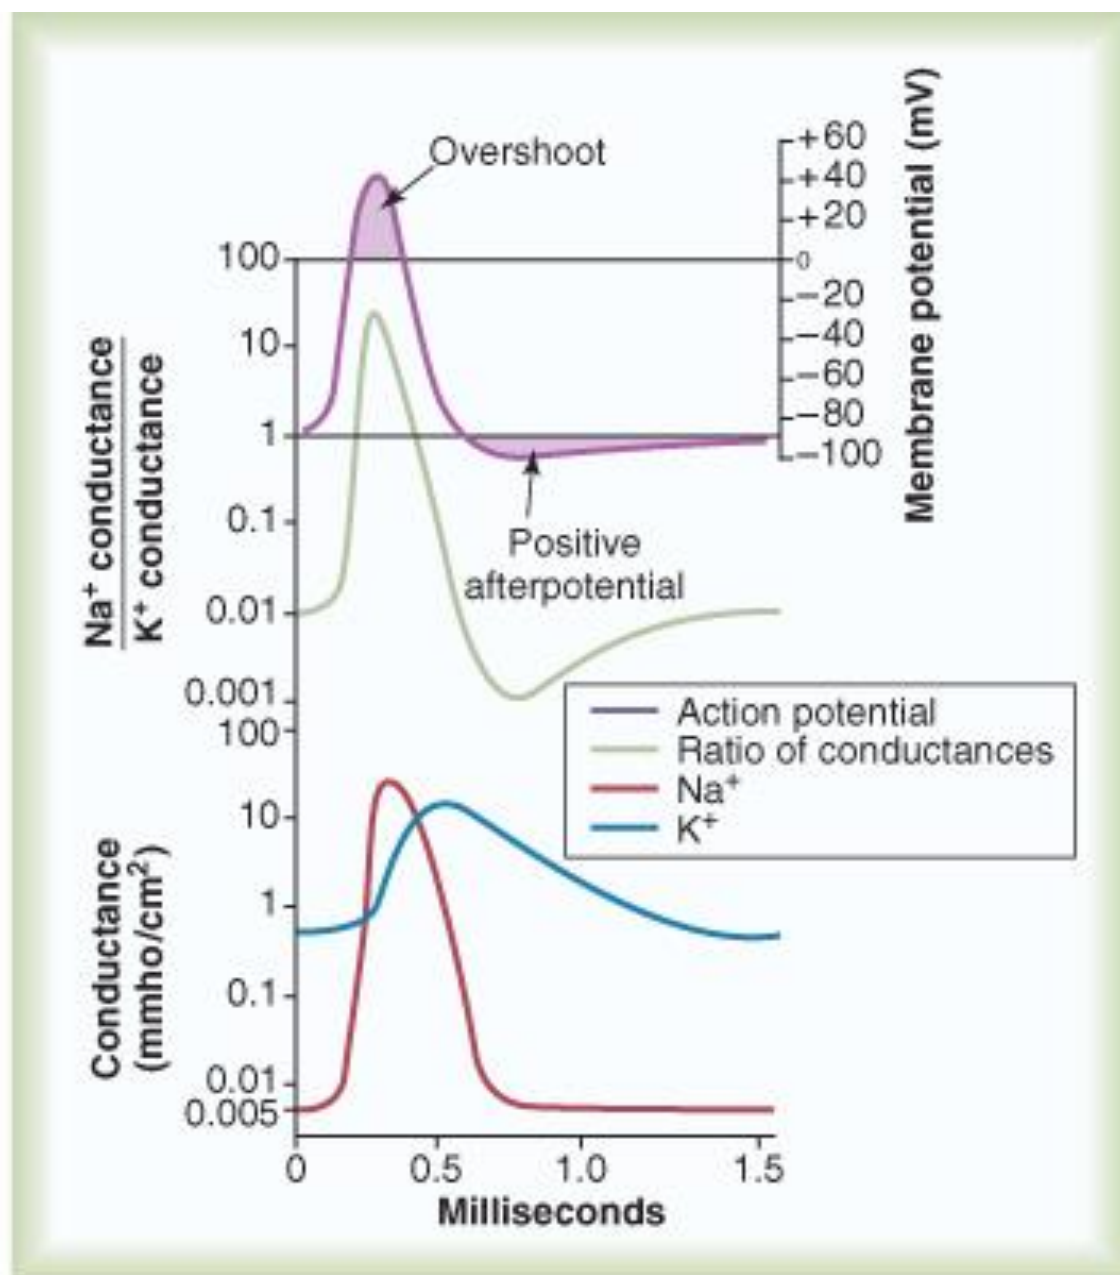 Overshoot
+60
+40
+20
0
−20
−40
−60
−80
−100
Membrane potential (mV)
100
10
1
0.1
0.01
0.001
Na⁺ conductance
K⁺ conductance
Positive
afterpotential
Action potential
Ratio of conductances
Na⁺
K⁺
100
10
1
0.1
0.01
0.005
Conductance
(mmho/cm²)
0 0.5 1.0 1.5
Milliseconds